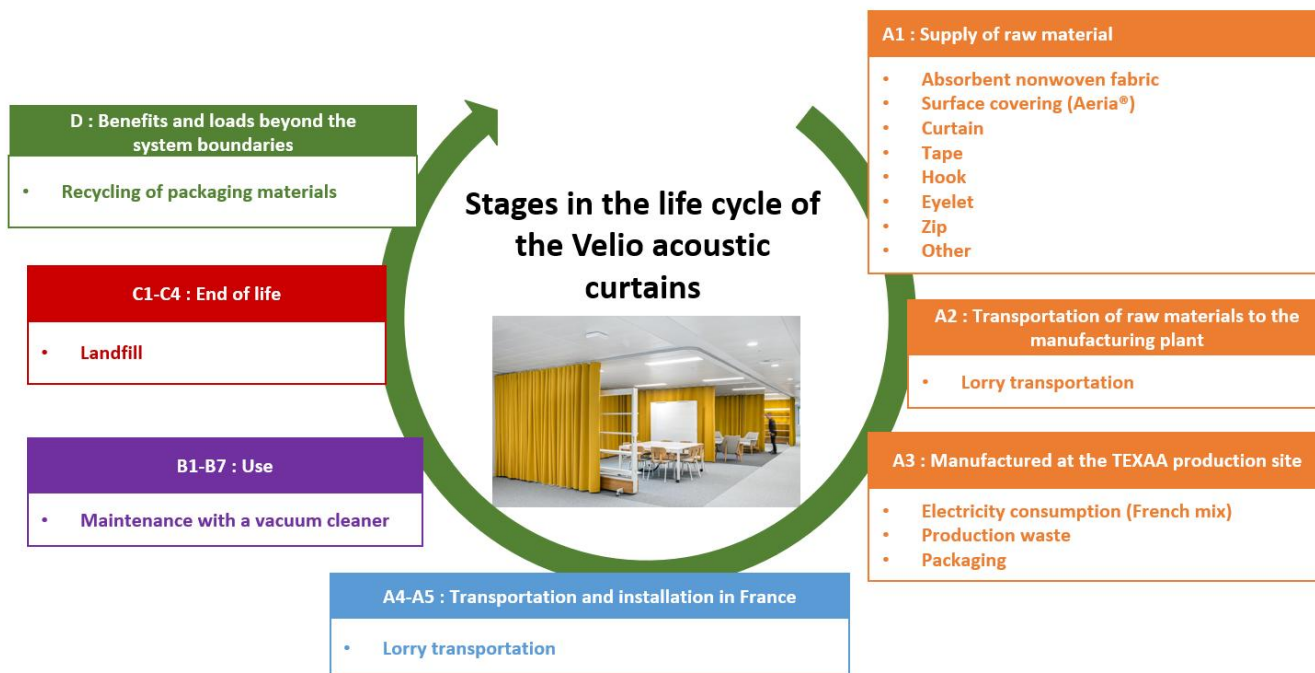 Stages in the life cycle of
the Velio acoustic
curtains
A1 : Supply of raw material
• Absorbent nonwoven fabric
• Surface covering (Aeria®)
• Curtain
• Tape
• Hook
• Eyelet
• Zip
• Other
A2 : Transportation of raw materials to the
manufacturing plant
• Lorry transportation
A3 : Manufactured at the TEXAA production site
• Electricity consumption (French mix)
• Production waste
• Packaging
A4-A5 : Transportation and installation in France
• Lorry transportation
B1-B7 : Use
• Maintenance with a vacuum cleaner
C1-C4 : End of life
• Landfill
D : Benefits and loads beyond the
system boundaries
• Recycling of packaging materials